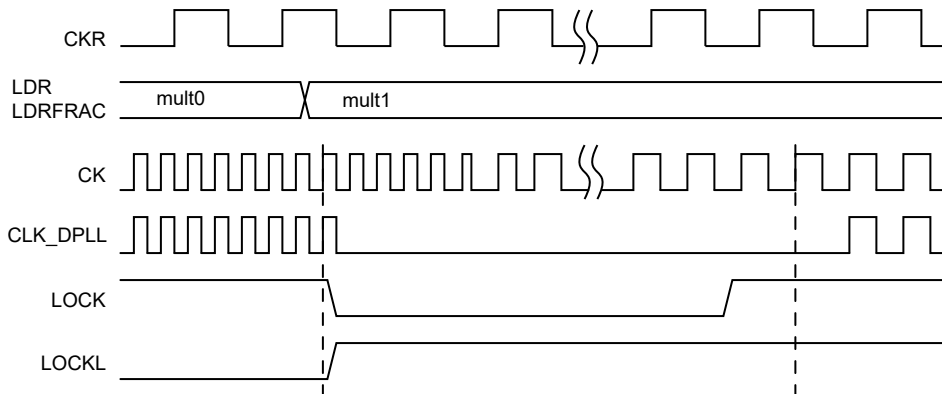 CKR
LDR
LDRFRAC
mult0
mult1
CK
CLK_DPLL
LOCK
LOCKL